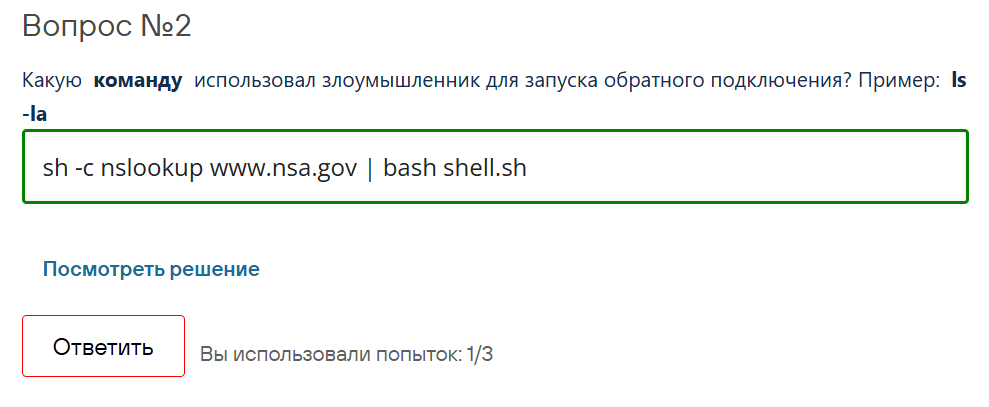 Вопрос №2
Какую команду использовал злоумышленник для запуска обратного подключения? Пример: ls
-la
sh -c nslookup www.nsa.gov | bash shell.sh
Посмотреть решение
Ответить
Вы использовали попыток: 1/3